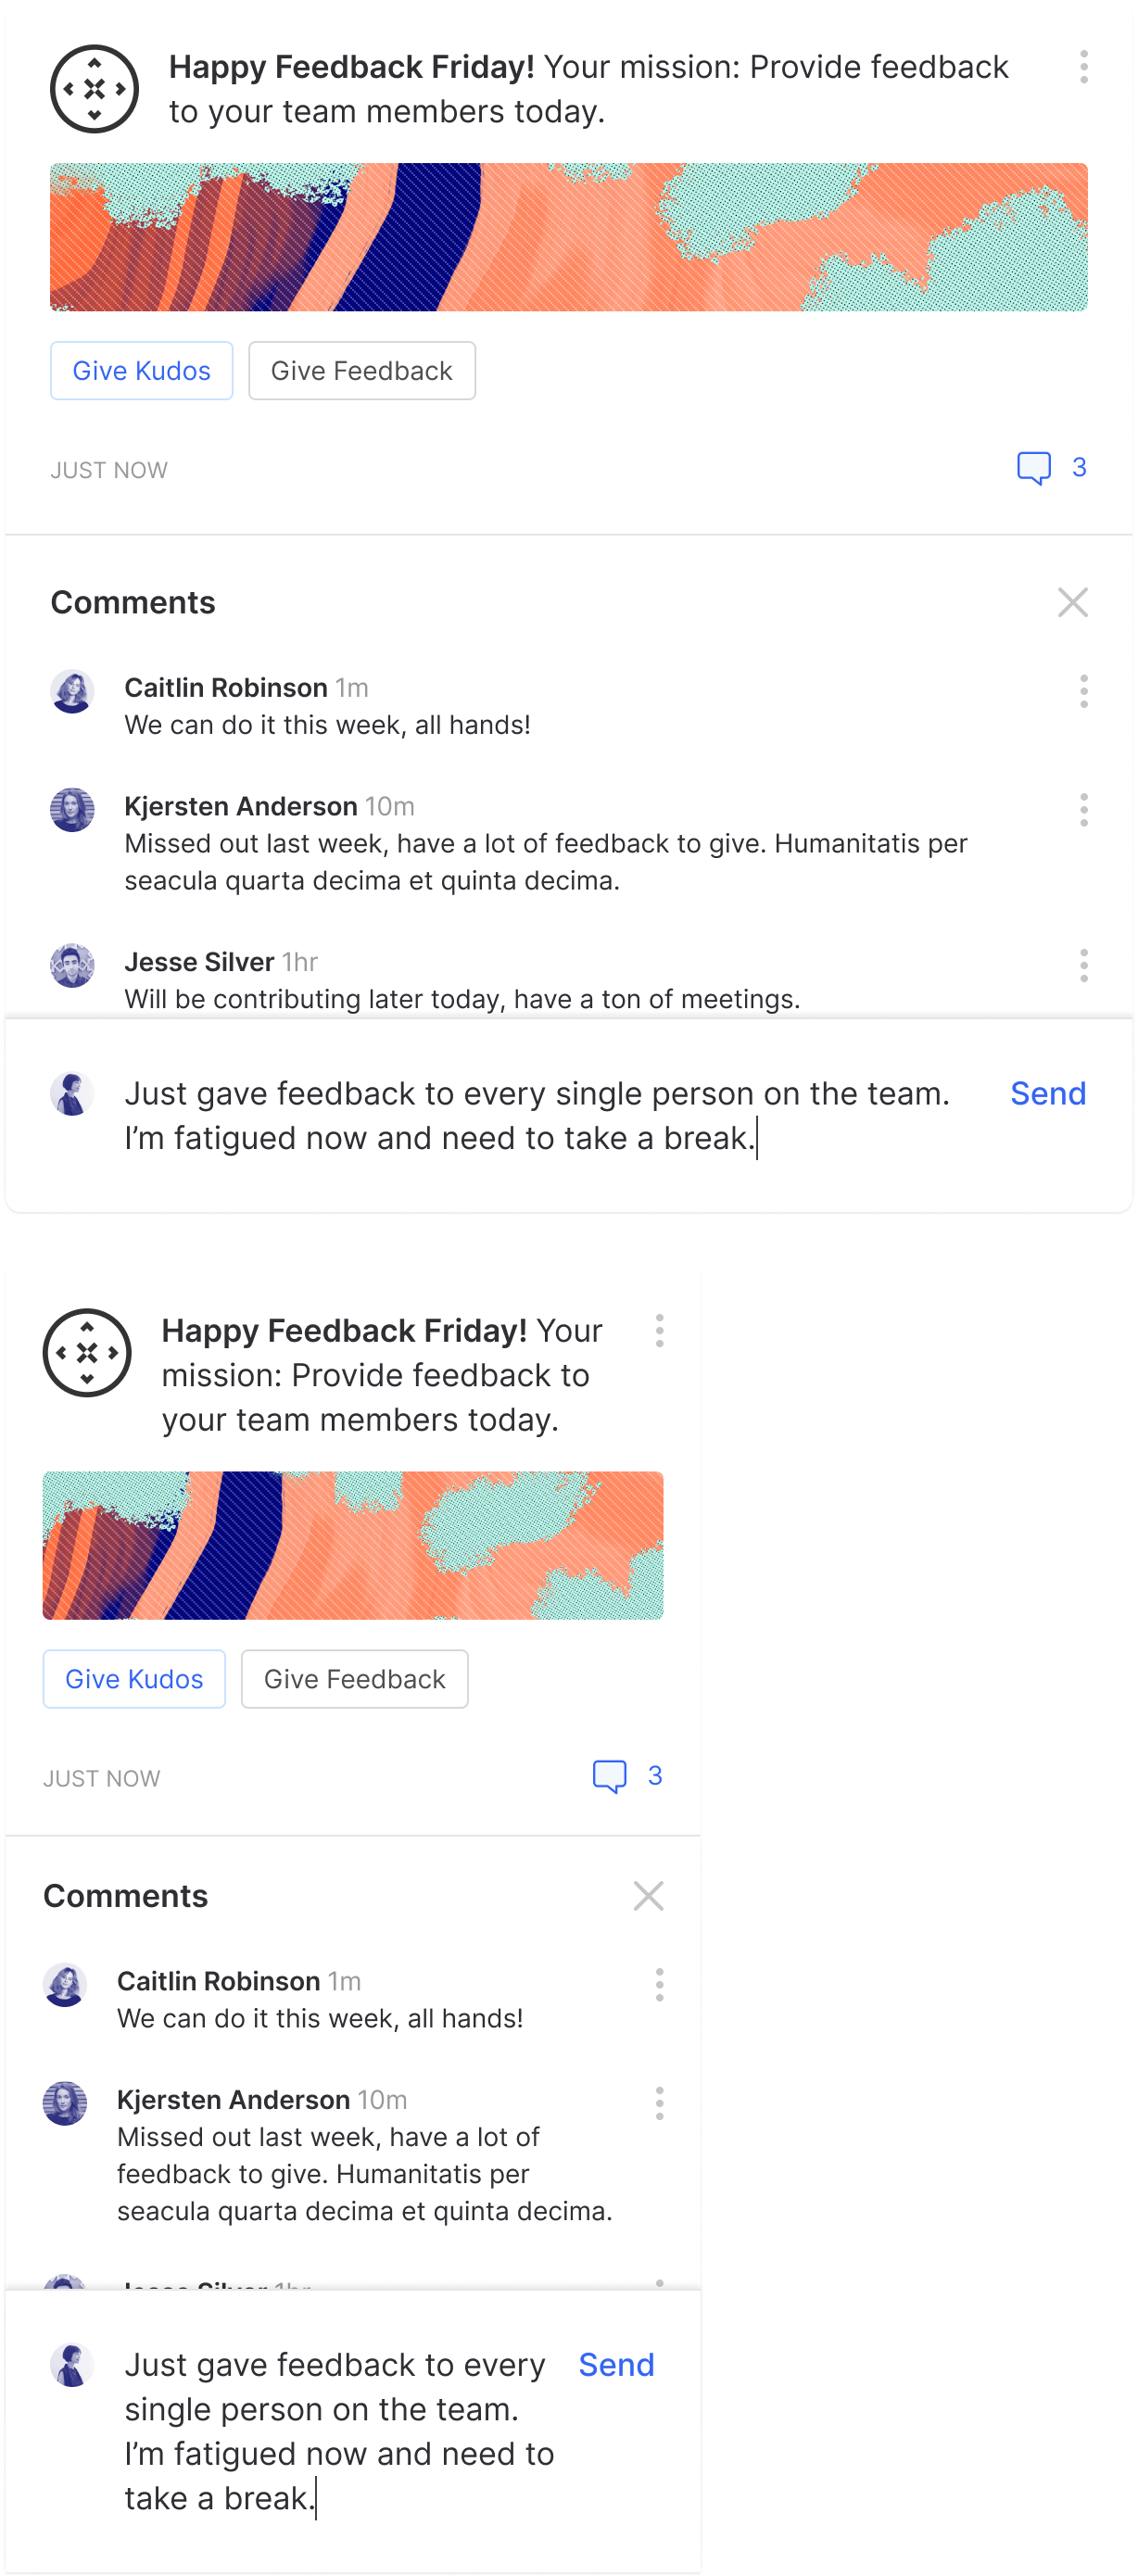 Happy Feedback Friday! Your mission: Provide feedback
to your team members today.
Give Kudos
Give Feedback
JUST NOW
3
Comments
Caitlin Robinson 1m
We can do it this week, all hands!
Kjersten Anderson 10m
Missed out last week, have a lot of feedback to give. Humanitatis per
seacula quarta decima et quinta decima.
Jesse Silver 1hr
Will be contributing later today, have a ton of meetings.
Just gave feedback to every single person on the team.
I’m fatigued now and need to take a break.
Send
Happy Feedback Friday! Your
mission: Provide feedback to
your team members today.
Give Kudos
Give Feedback
JUST NOW
3
Comments
Caitlin Robinson 1m
We can do it this week, all hands!
Kjersten Anderson 10m
Missed out last week, have a lot of
feedback to give. Humanitatis per
seacula quarta decima et quinta decima.
Jesse Silver 1hr
Just gave feedback to every
single person on the team.
I’m fatigued now and need to
take a break.
Send